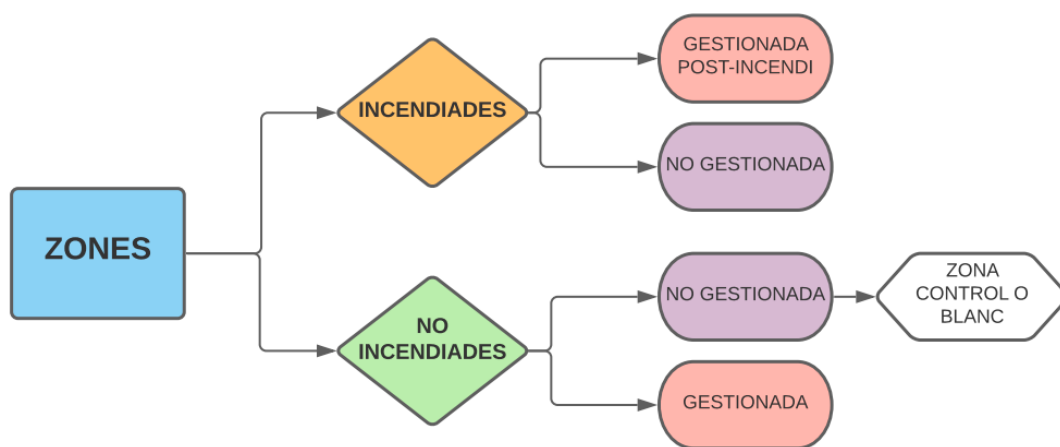 ZONES
INCENDIADES
GESTIONADA
POST-INCENDI
NO GESTIONADA
NO
INCENDIADES
NO GESTIONADA
ZONA
CONTROL O
BLANC
GESTIONADA